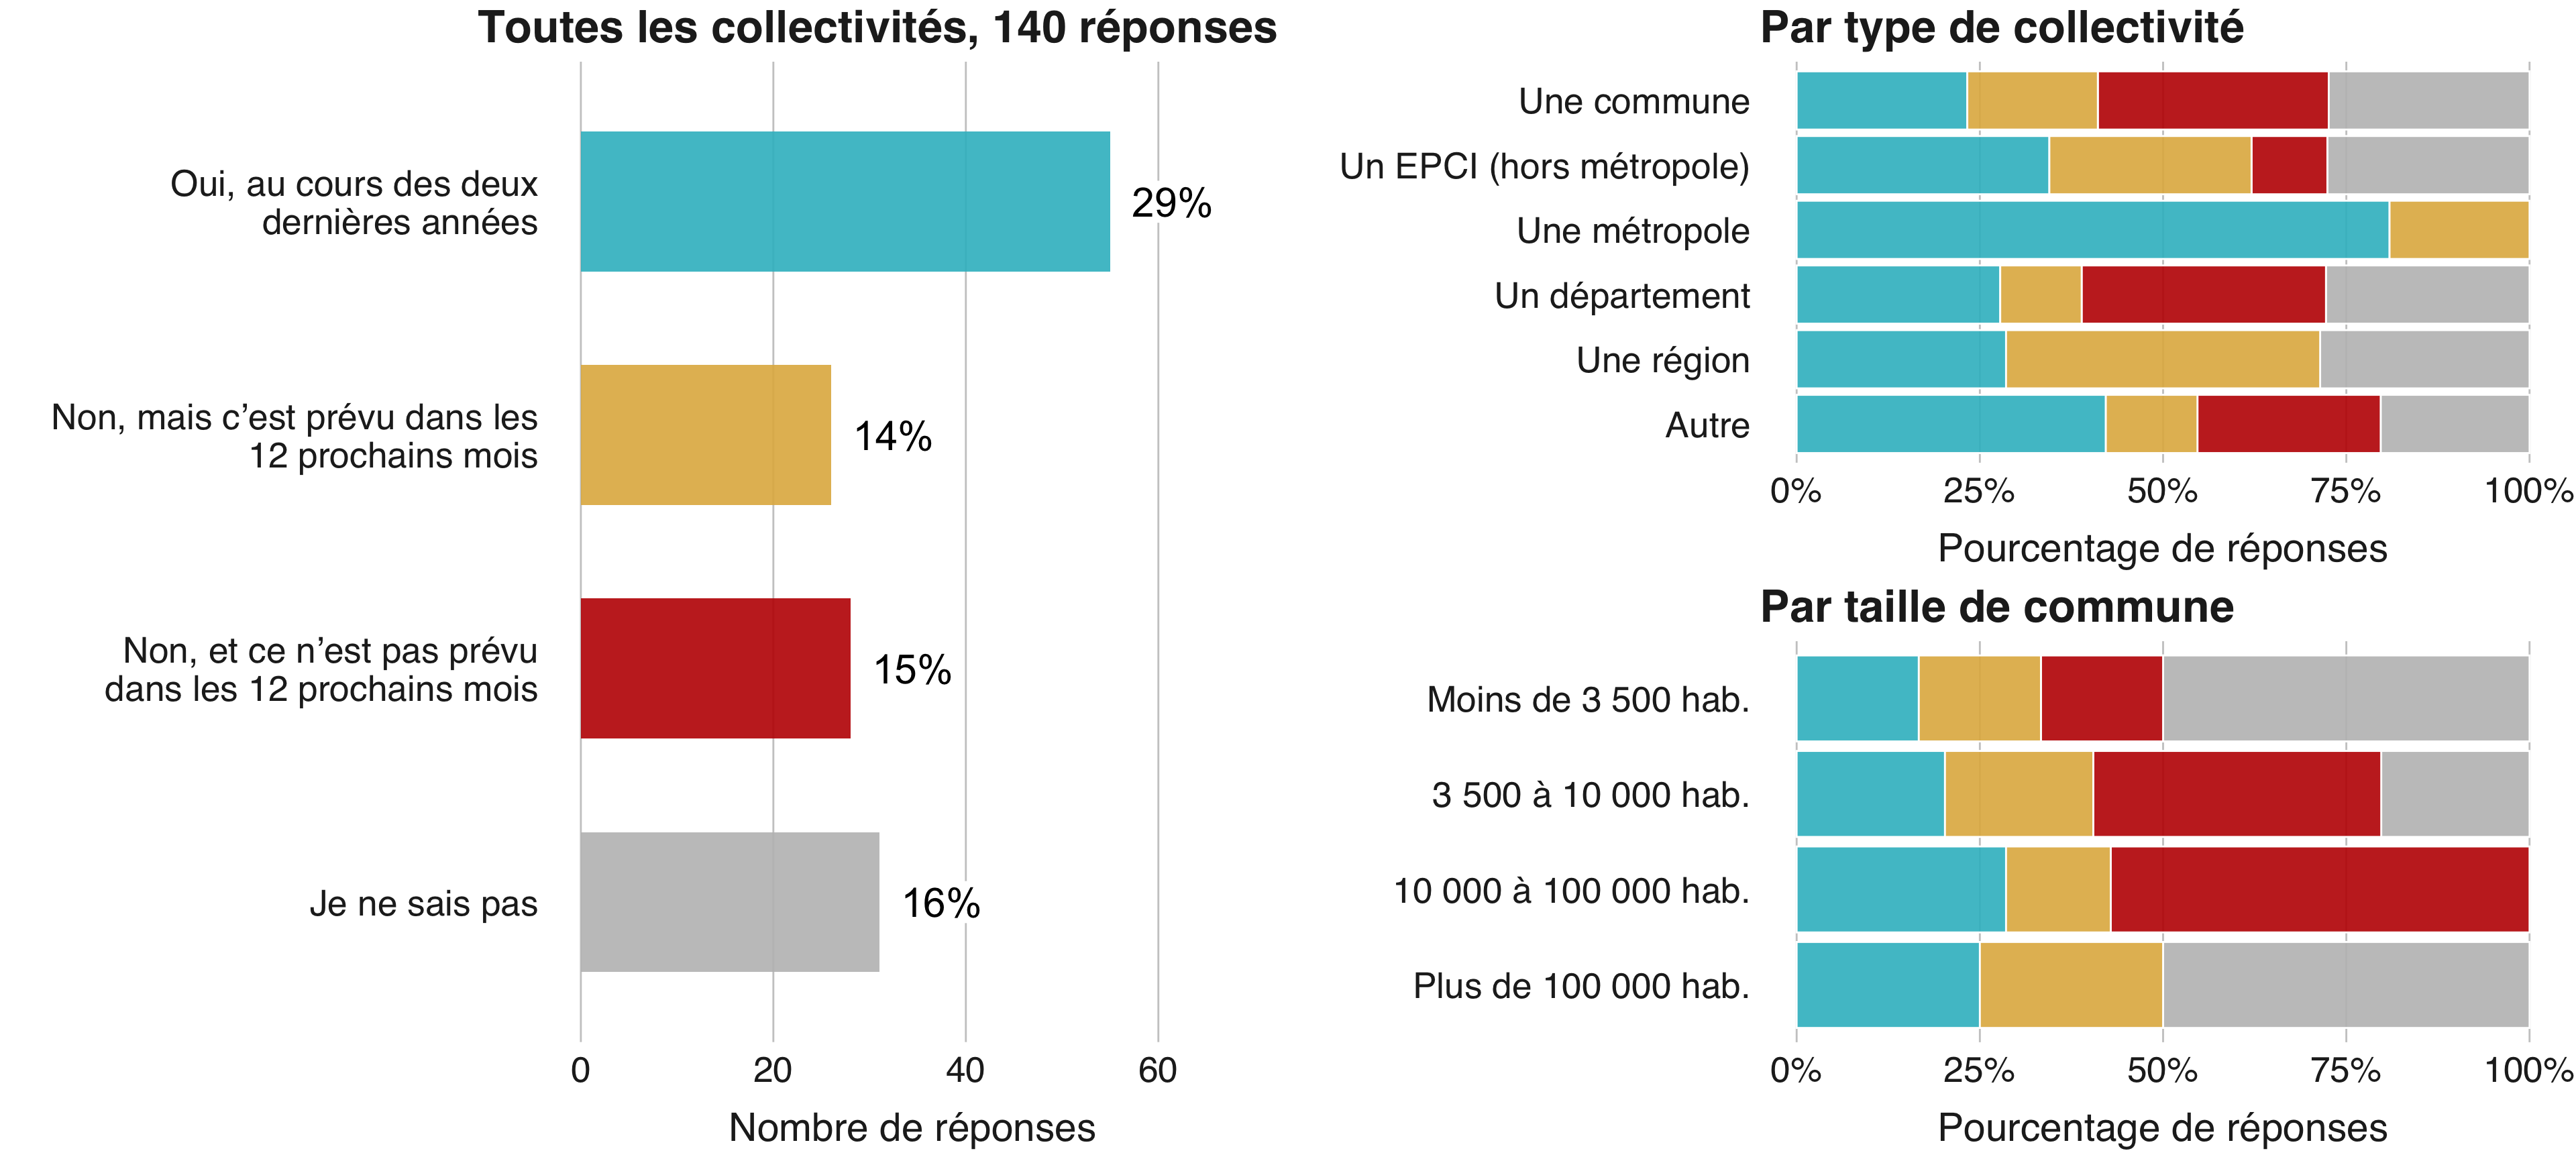 Toutes les collectivités, 140 réponses
Oui, au cours des deux
dernières années
29%
Non, mais c’est prévu dans les
12 prochains mois
14%
Non, et ce n’est pas prévu
dans les 12 prochains mois
15%
Je ne sais pas
16%
0 20 40 60
Nombre de réponses
Par type de collectivité
Une commune
Un EPCI (hors métropole)
Une métropole
Un département
Une région
Autre
0% 25% 50% 75% 100%
Pourcentage de réponses
Par taille de commune
Moins de 3 500 hab.
3 500 à 10 000 hab.
10 000 à 100 000 hab.
Plus de 100 000 hab.
0% 25% 50% 75% 100%
Pourcentage de réponses